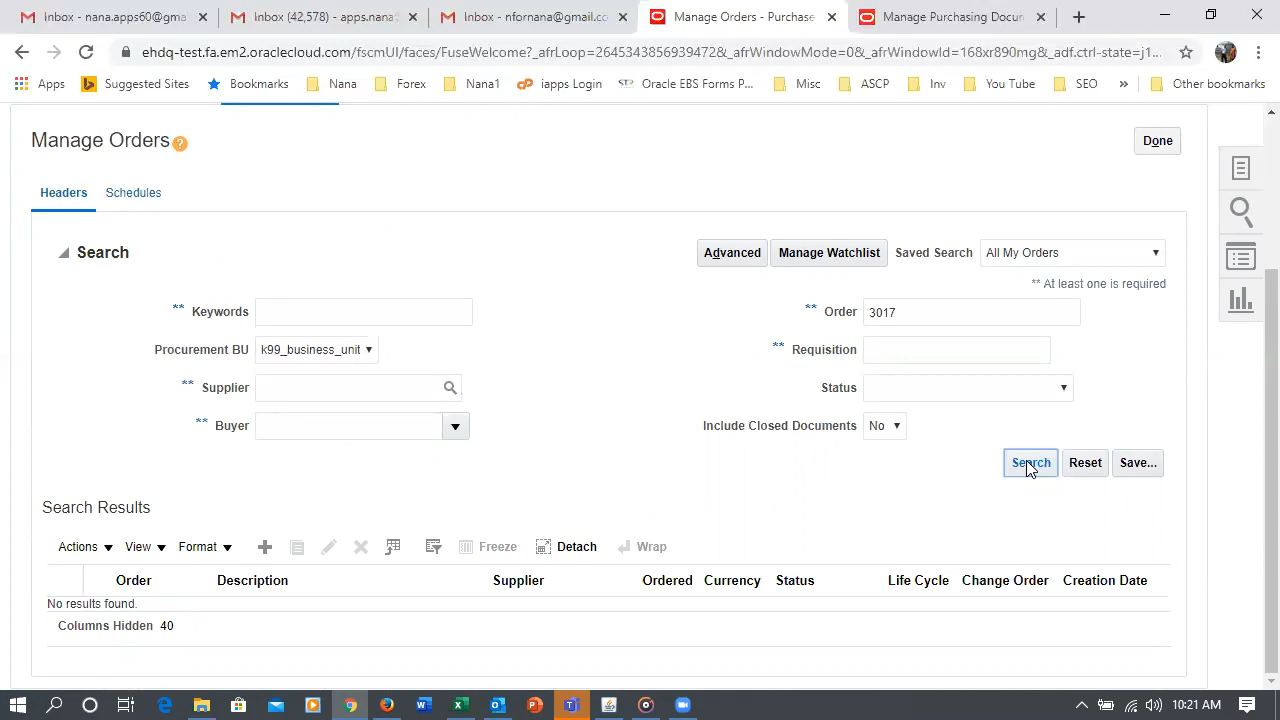 Inbox - nana.apps60@gma
Inbox (42,578) - apps.nana
Inbox - nfornana@gmail.co
Manage Orders - Purchase
Manage Purchasing Docu
ehdq-test.fa.em2.oraclecloud.com/fscmUI/faces/FuseWelcome?_afrLoop=2645343856939472&_afrWindowMode=0&_afrWindowId=168xr890mg&_adf.ctrl-state=j1...
Apps
Suggested Sites
Bookmarks
Nana
Forex
Nana1
iapps Login
Oracle EBS Forms P...
Misc
ASCP
Inv
You Tube
SEO
»
Other bookmarks
Manage Orders
Done
Headers
Schedules
Search
Advanced
Manage Watchlist
Saved Search
All My Orders
** At least one is required
** Keywords
** Order
3017
Procurement BU
k99_business_unit
** Requisition
** Supplier
Status
** Buyer
Include Closed Documents
No
Search
Reset
Save...
Search Results
Actions
View
Format
Freeze
Detach
Wrap
Order
Description
Supplier
Ordered
Currency
Status
Life Cycle
Change Order
Creation Date
No results found.
Columns Hidden 40
10:21 AM